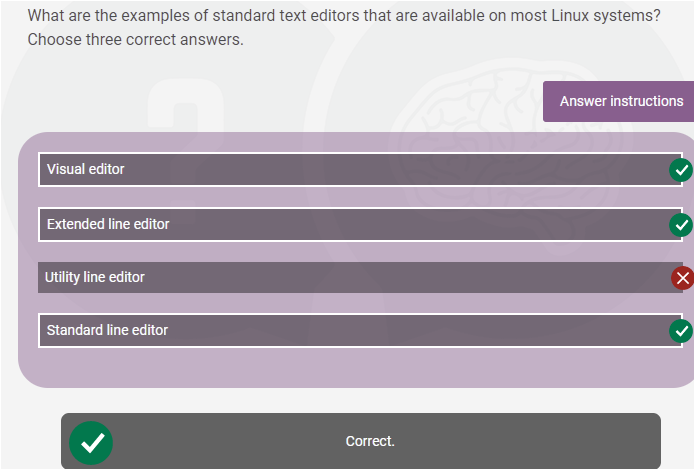 What are the examples of standard text editors that are available on most Linux systems?
Choose three correct answers.
Answer instructions
Visual editor
Extended line editor
Utility line editor
Standard line editor
Correct.